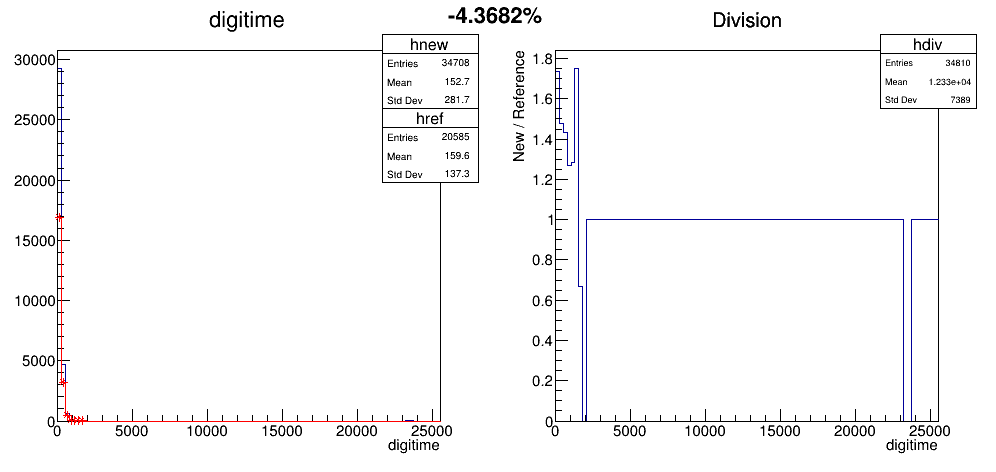 -4.3682%
digitime
hnew
Entries 34708
Mean 152.7
Std Dev 281.7
href
Entries 20585
Mean 159.6
Std Dev 137.3
30000
25000
20000
15000
10000
5000
0
0 5000 10000 15000 20000 25000
digitime
Division
hdiv
Entries 34810
Mean 1.233e+04
Std Dev 7389
New / Reference
1.8
1.6
1.4
1.2
1
0.8
0.6
0.4
0.2
0
0 5000 10000 15000 20000 25000
digitime